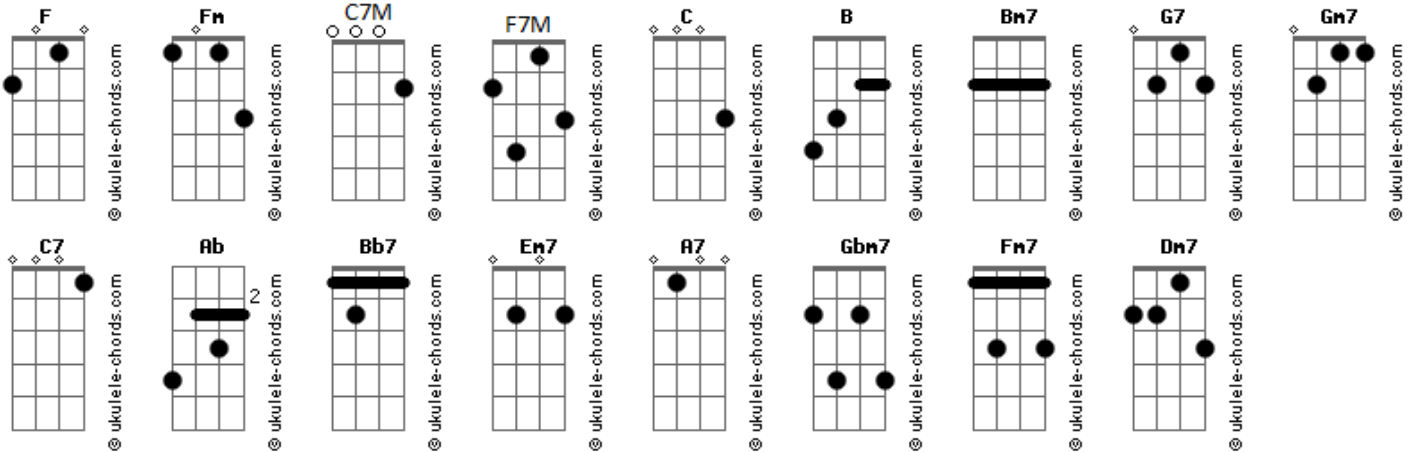 F Fm C7M F7M C B Bm7 G7 Gm7
© ukulele-chords.com © ukulele-chords.com © ukulele-chords.com © ukulele-chords.com © ukulele-chords.com © ukulele-chords.com © ukulele-chords.com © ukulele-chords.com © ukulele-chords.com
C7 Ab Bb7 Em7 A7 Gbm7 Fm7 Dm7
2
© ukulele-chords.com © ukulele-chords.com © ukulele-chords.com © ukulele-chords.com © ukulele-chords.com © ukulele-chords.com © ukulele-chords.com © ukulele-chords.com